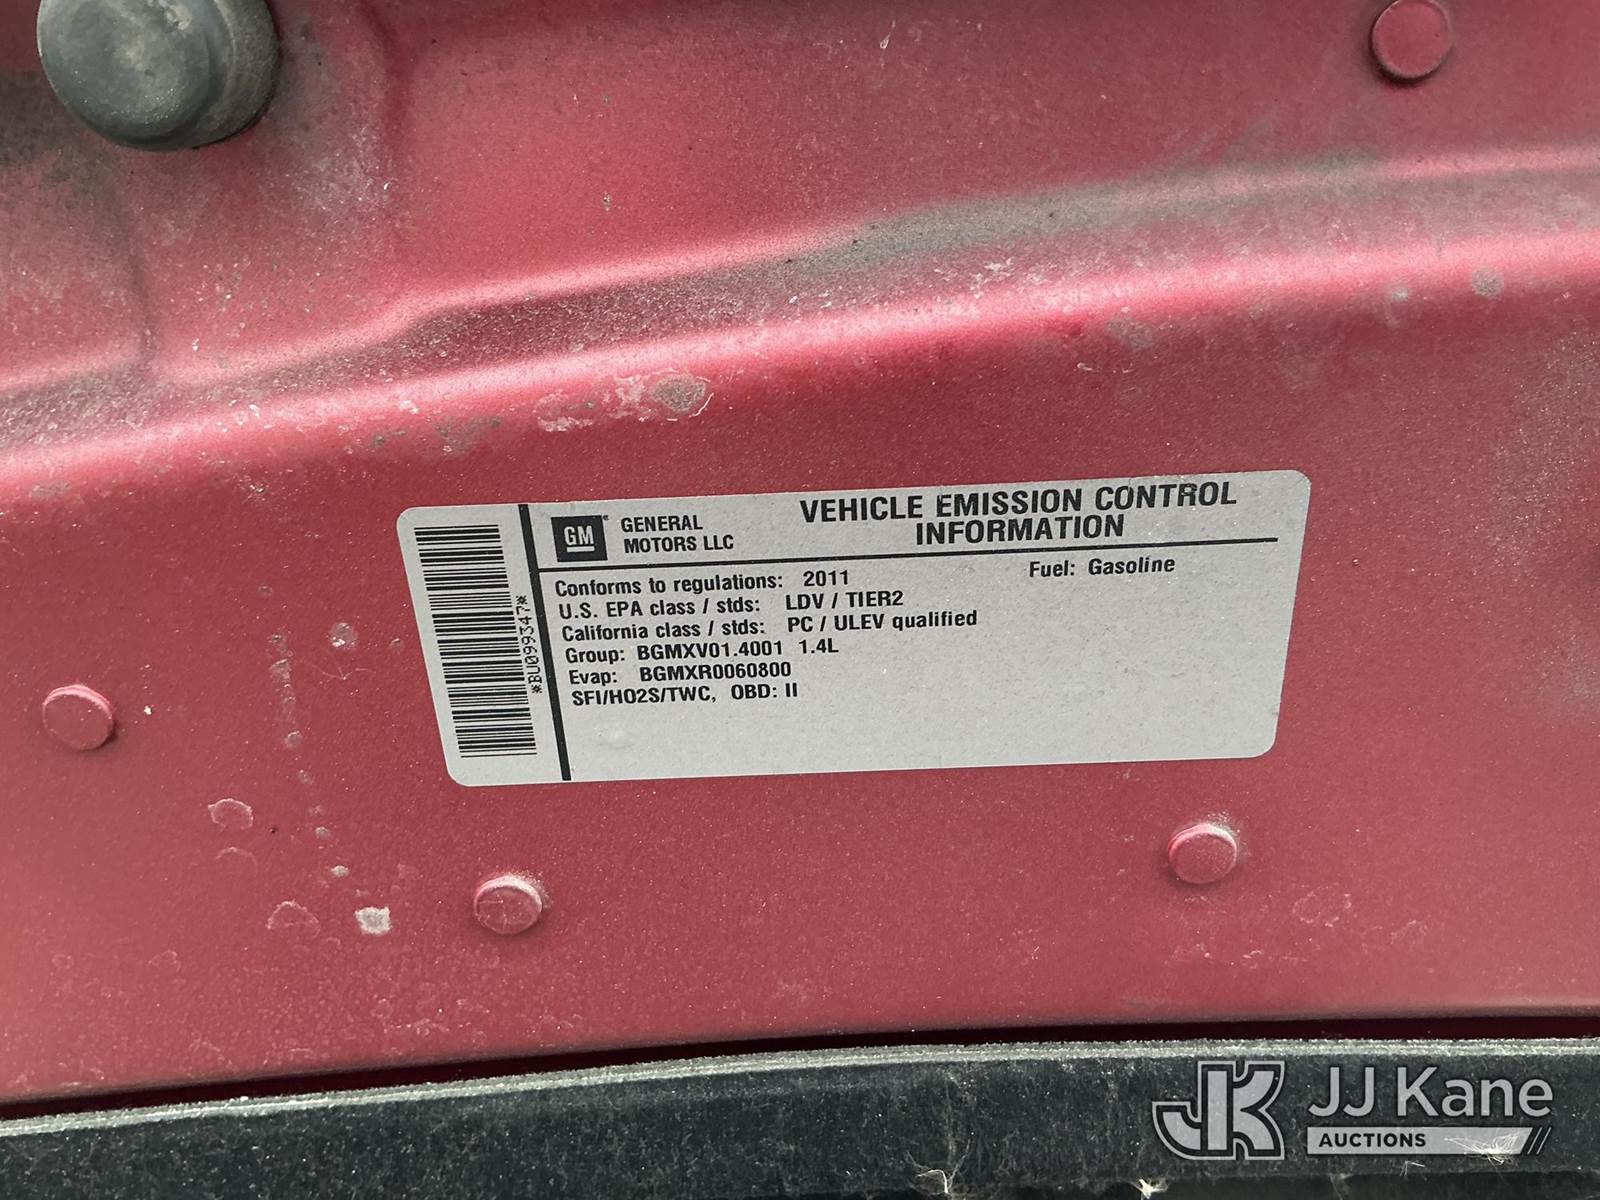 *BU099347*
GM
GENERAL
MOTORS LLC
VEHICLE EMISSION CONTROL
INFORMATION
Conforms to regulations: 2011
Fuel: Gasoline
U.S. EPA class / stds: LDV / TIER2
California class / stds: PC / ULEV qualified
Group: BGMXV01.4001 1.4L
Evap: BGMXR0060800
SFI/HO2S/TWC, OBD: II
JK
JJ Kane
AUCTIONS